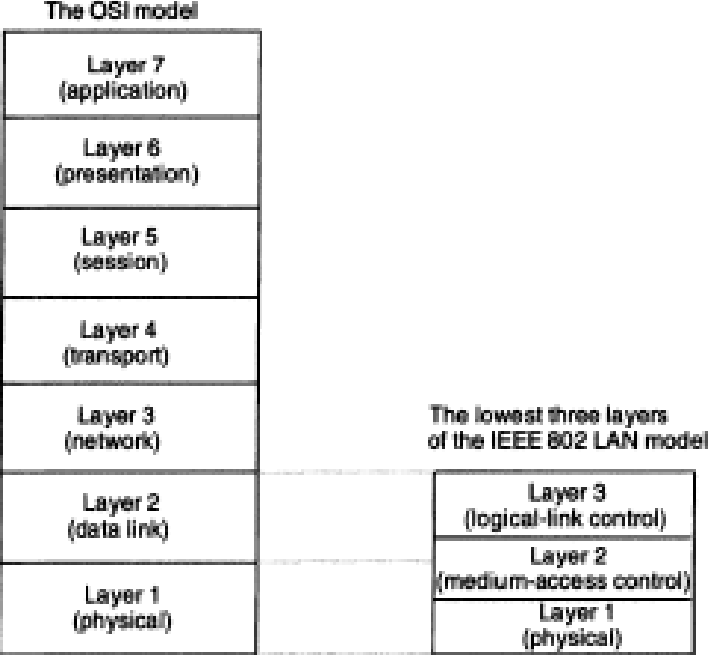 The OSI model
Layer 7
(application)
Layer 6
(presentation)
Layer 5
(session)
Layer 4
(transport)
Layer 3
(network)
Layer 2
(data link)
Layer 1
(physical)
The lowest three layers
of the IEEE 802 LAN model
Layer 3
(logical-link control)
Layer 2
(medium-access control)
Layer 1
(physical)